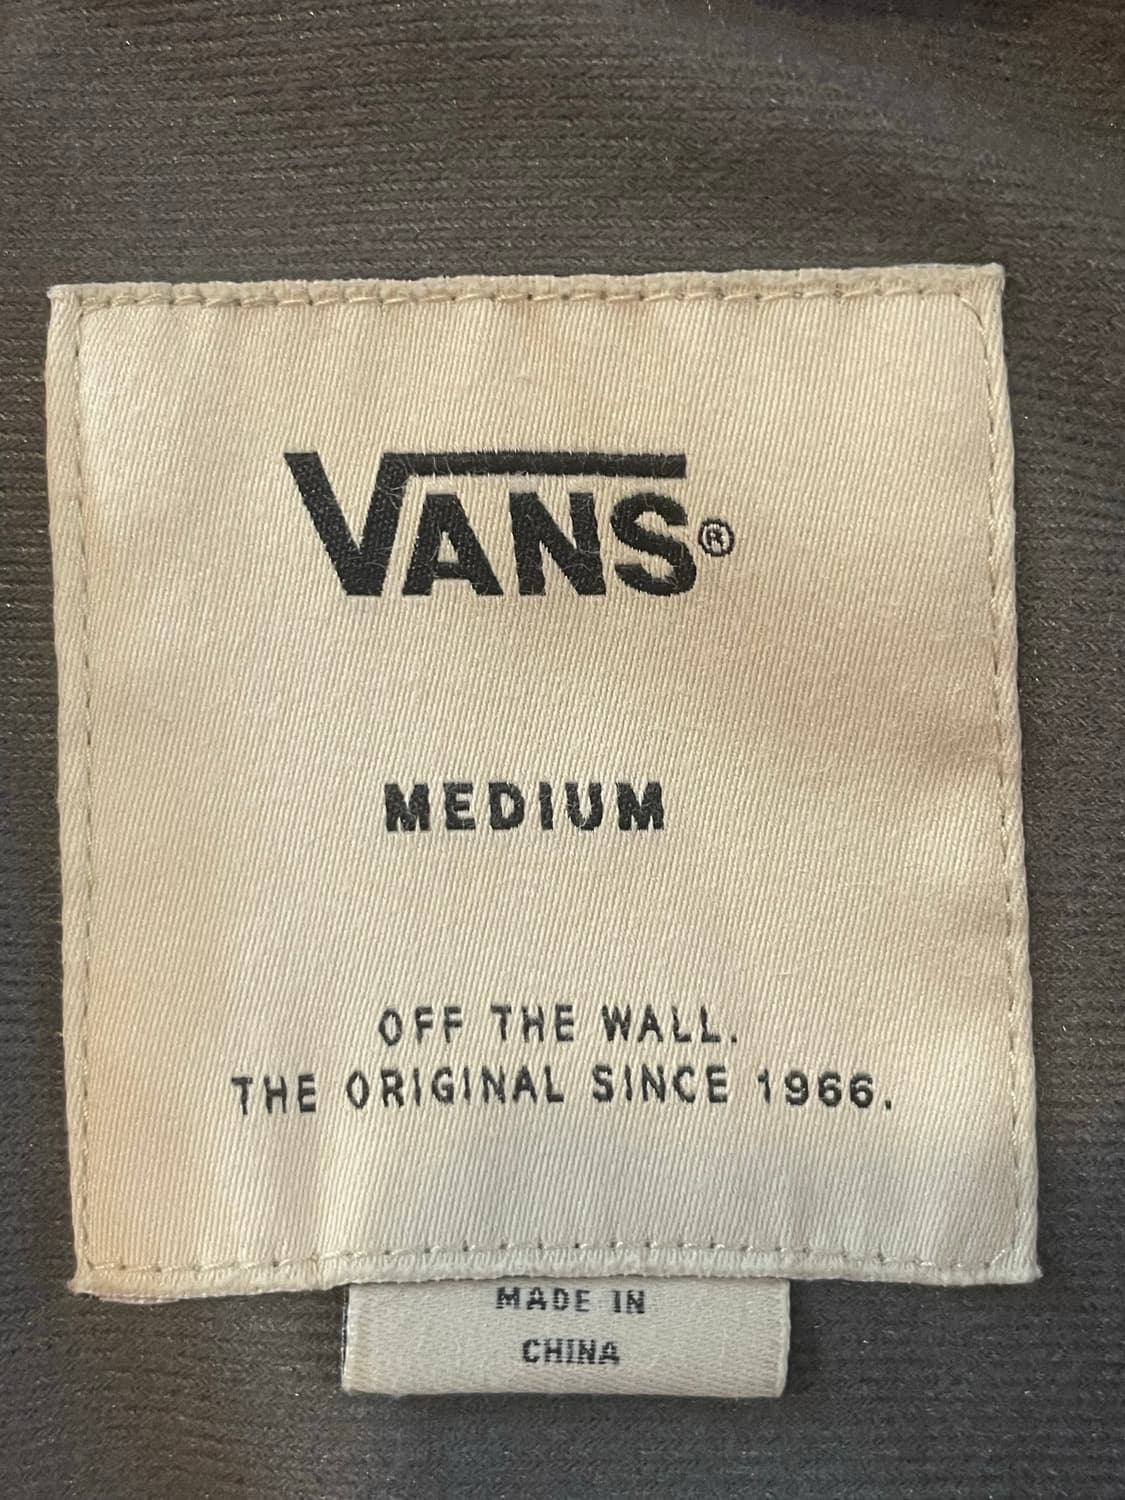 VANS®
MEDIUM
OFF THE WALL.
THE ORIGINAL SINCE 1966.
MADE IN
CHINA